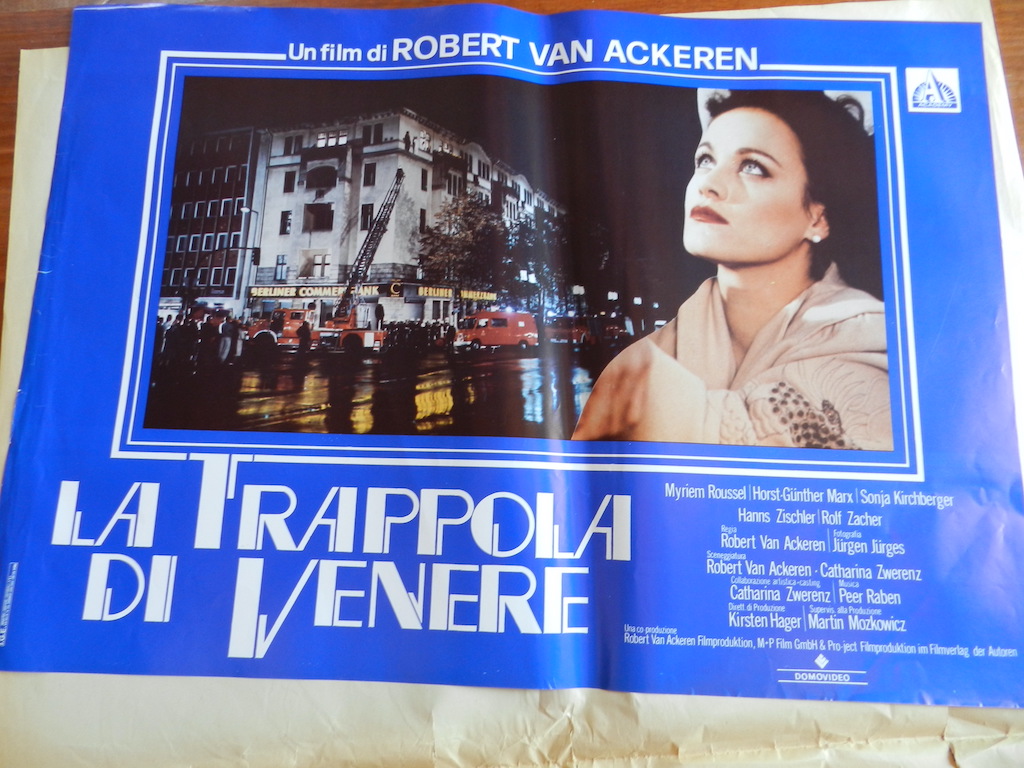 Un film di ROBERT VAN ACKEREN
A
ACADEMY
BERLINER COMMERZBANK C BERLINER COMMERZBANK
LA TRAPPOLA
DI VENERE
Myriem Roussel | Horst-Günther Marx | Sonja Kirchberger
Hanns Zischler | Rolf Zacher
Regia Fotografia
Robert Van Ackeren | Jürgen Jürges
Sceneggiatura
Robert Van Ackeren - Catharina Zwerenz
Collaborazione artistica-casting Musica
Catharina Zwerenz | Peer Raben
Dirett. di Produzione Supervis. alla Produzione
Kirsten Hager | Martin Mozkowicz
Una co-produzione
Robert Van Ackeren Filmproduktion, M+P Film GmbH & Pro-ject Filmproduktion im Filmverlag der Autoren
DOMOVIDEO